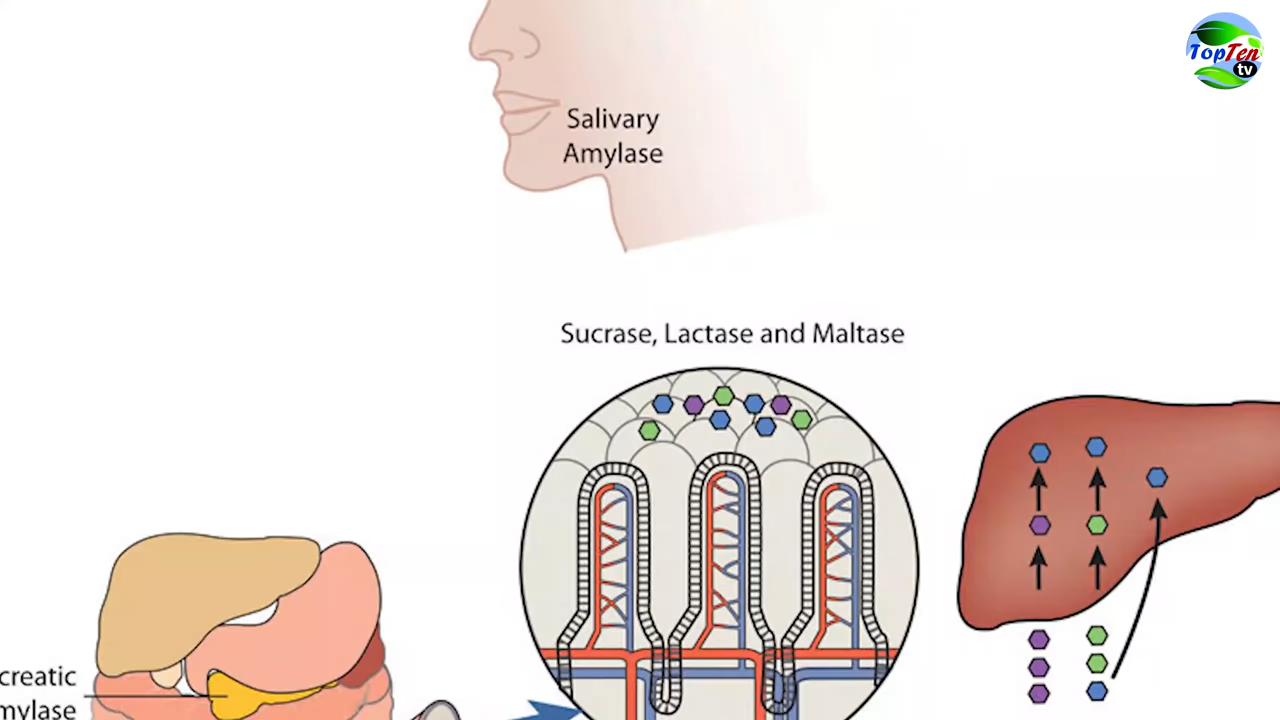 TopTen
tv
Salivary
Amylase
Sucrase, Lactase and Maltase
creatic
mylase